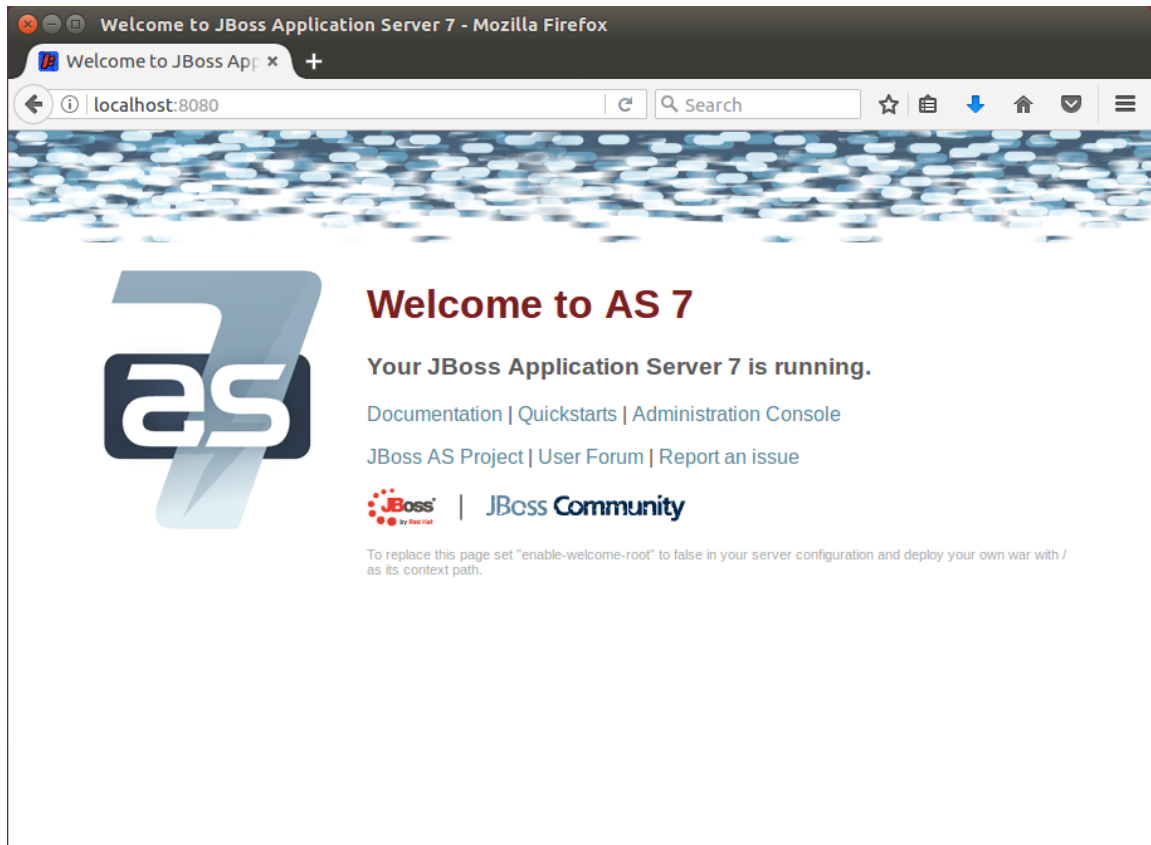 Welcome to JBoss Application Server 7 - Mozilla Firefox
Welcome to JBoss App
localhost:8080
Search
as
7
Welcome to AS 7
Your JBoss Application Server 7 is running.
Documentation | Quickstarts | Administration Console
JBoss AS Project | User Forum | Report an issue
JBoss by Red Hat | JBoss Community
To replace this page set "enable-welcome-root" to false in your server configuration and deploy your own war with /
as its context path.